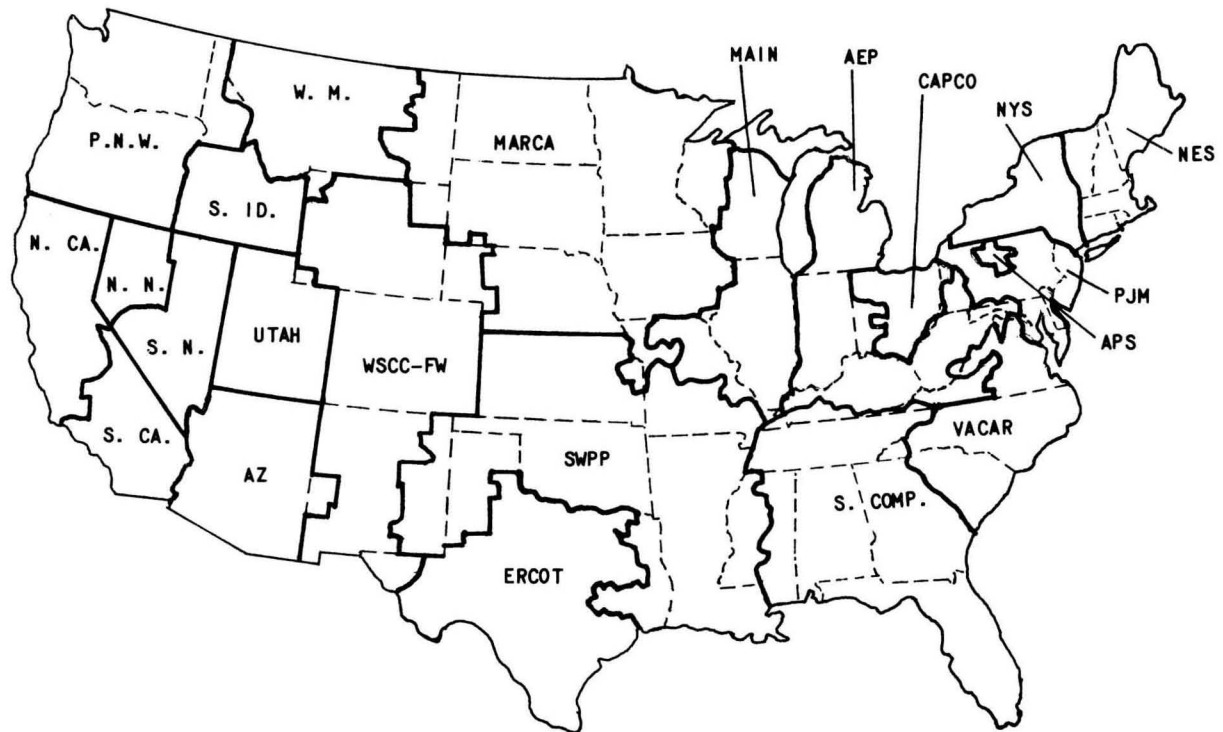 MAIN
AEP
CAPCO
NYS
NES
W. M.
P.N.W.
MARCA
S. ID.
N. CA.
N. N.
S. N.
UTAH
WSCC-FW
PJM
APS
S. CA.
AZ
SWPP
VACAR
S. COMP.
ERCOT